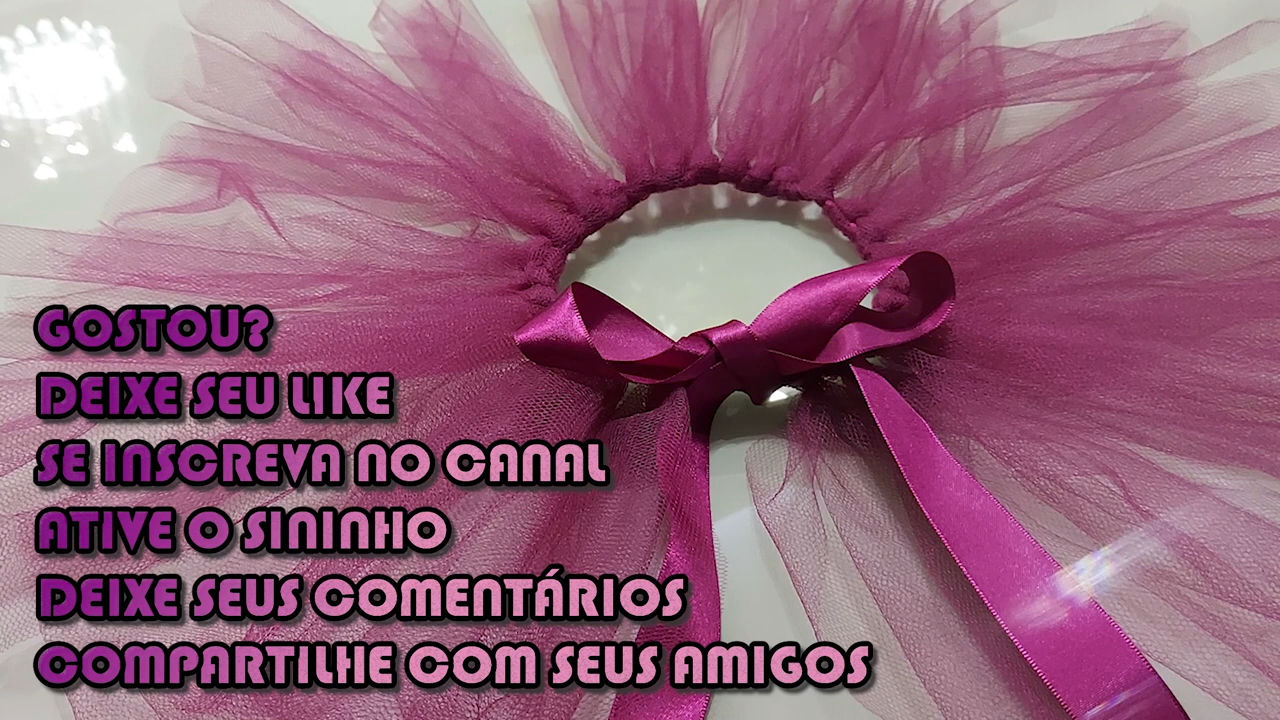 GOSTOU?
DEIXE SEU LIKE
SE INSCREVA NO CANAL
ATIVE O SININHO
DEIXE SEUS COMENTÁRIOS
COMPARTILHE COM SEUS AMIGOS